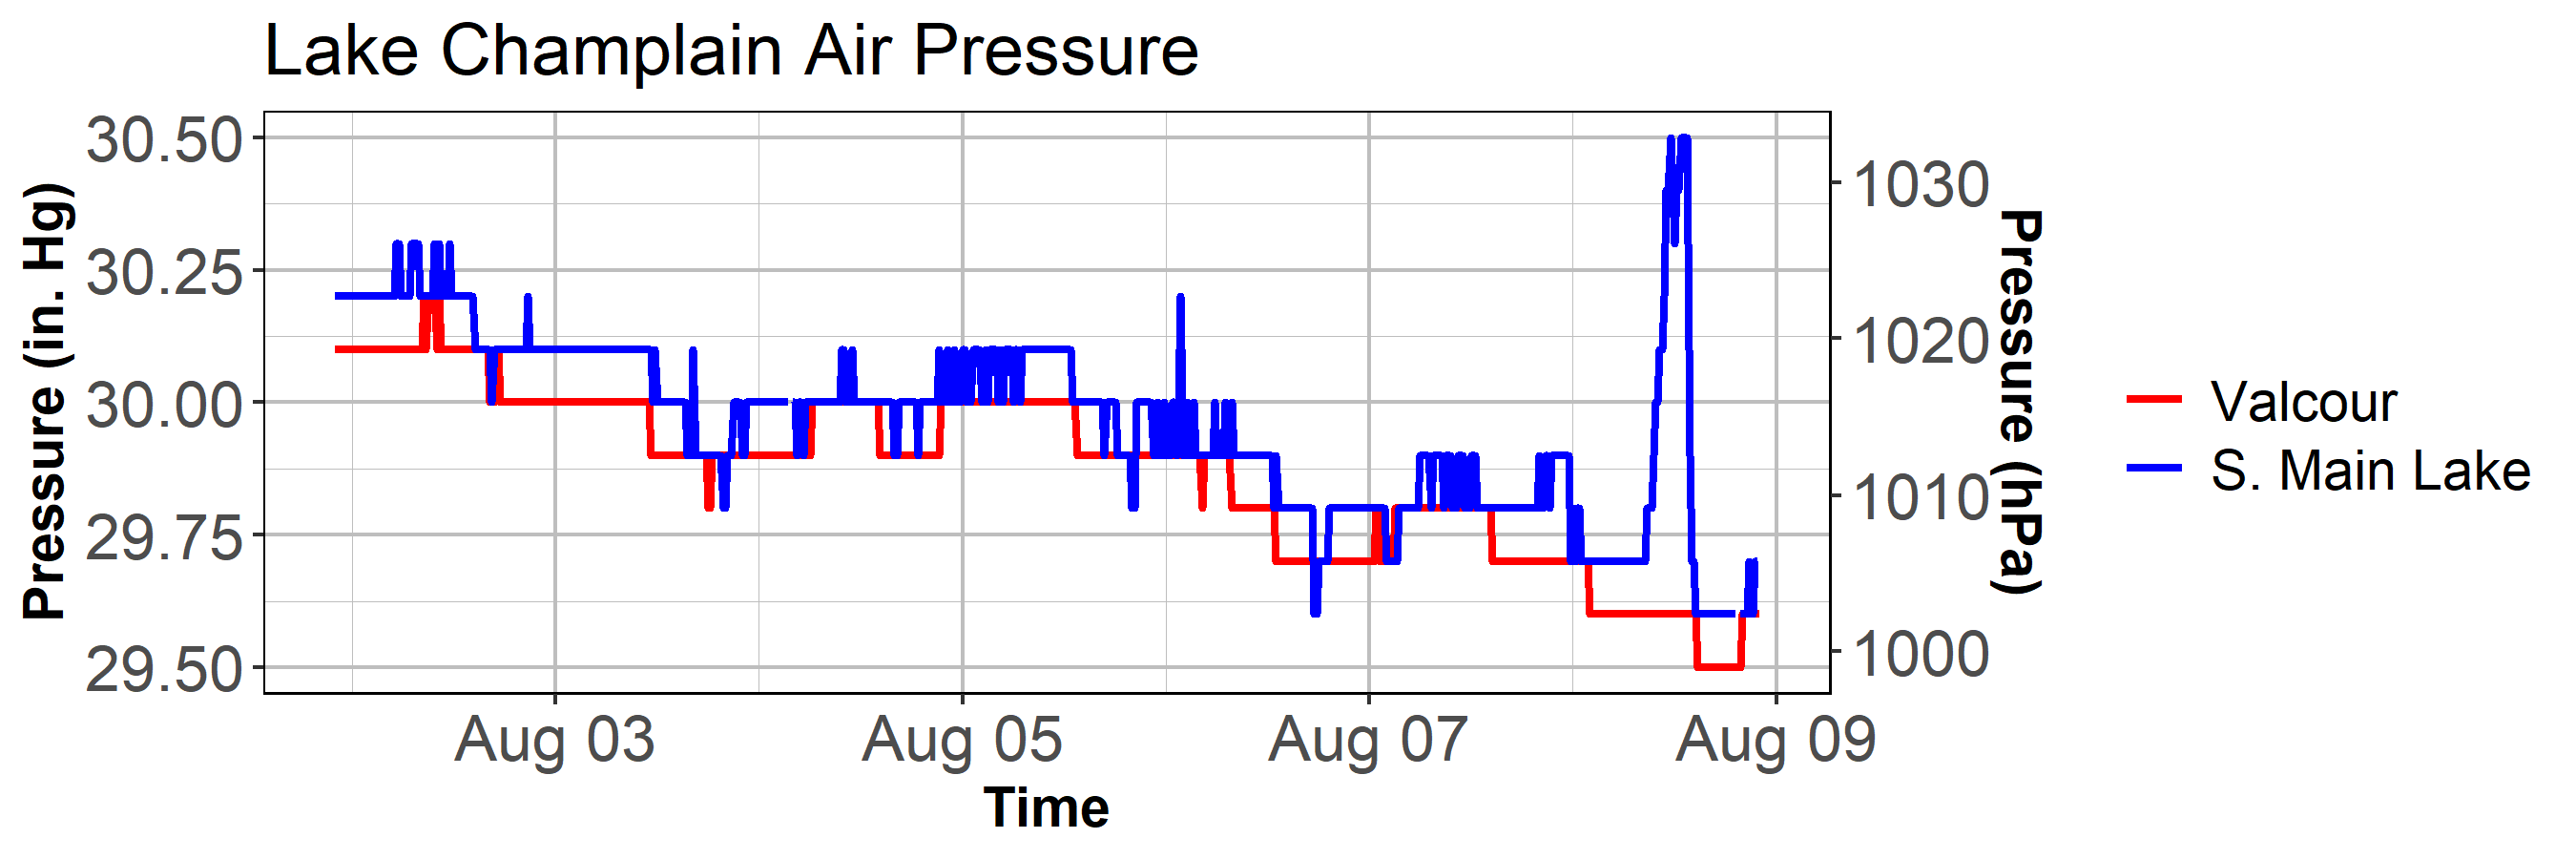 Lake Champlain Air Pressure
Pressure (in. Hg)
30.50
30.25
30.00
29.75
29.50
1030
1020
1010
1000
Pressure (hPa)
Aug 03
Aug 05
Aug 07
Aug 09
Time
Valcour
S. Main Lake